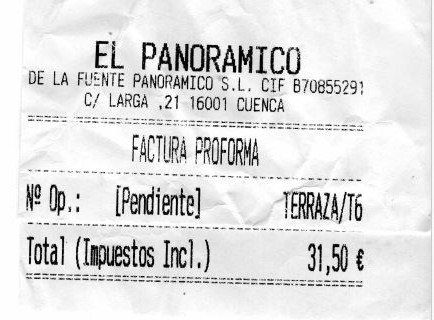 EL PANORAMICO
DE LA FUENTE PANORAMICO S.L. CIF B70855291
C/ LARGA ,21 16001 CUENCA
FACTURA PROFORMA
Nº Op.: [Pendiente] TERRAZA/T6
Total (Impuestos Incl.) 31,50 €